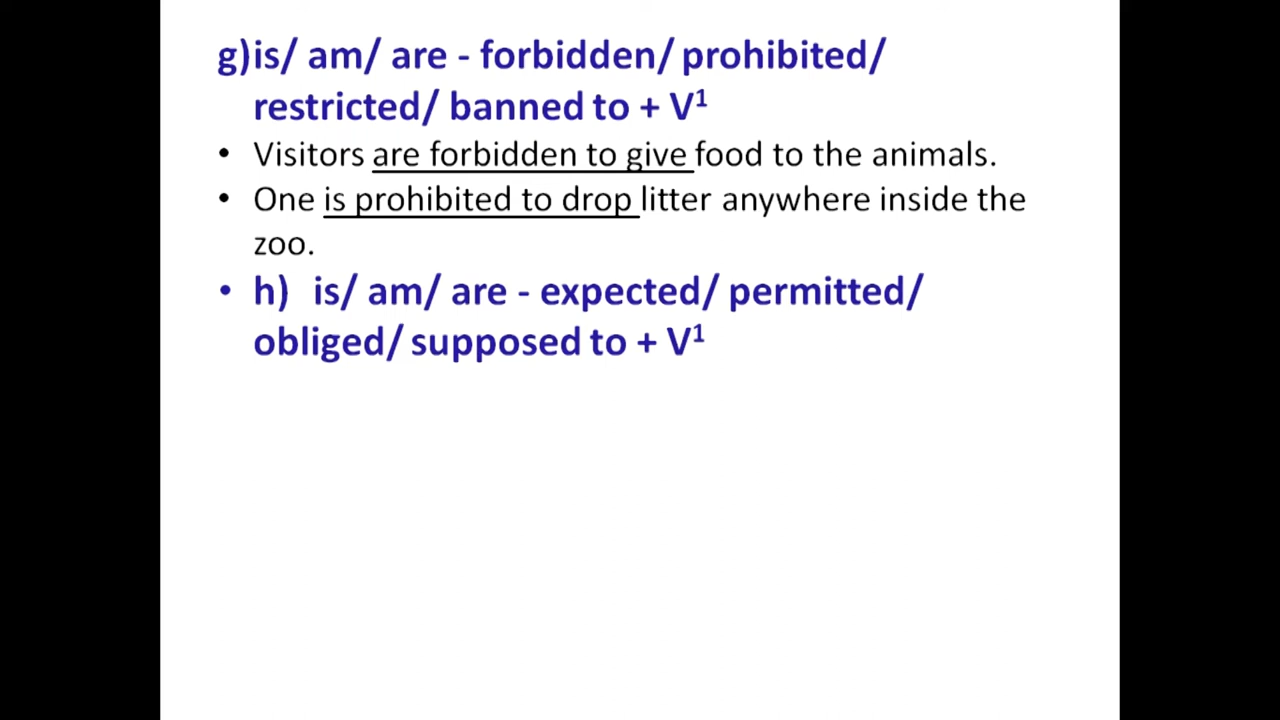 g)is/ am/ are - forbidden/ prohibited/
restricted/ banned to + V¹
• Visitors are forbidden to give food to the animals.
• One is prohibited to drop litter anywhere inside the
zoo.
• h) is/ am/ are - expected/ permitted/
obliged/ supposed to + V¹